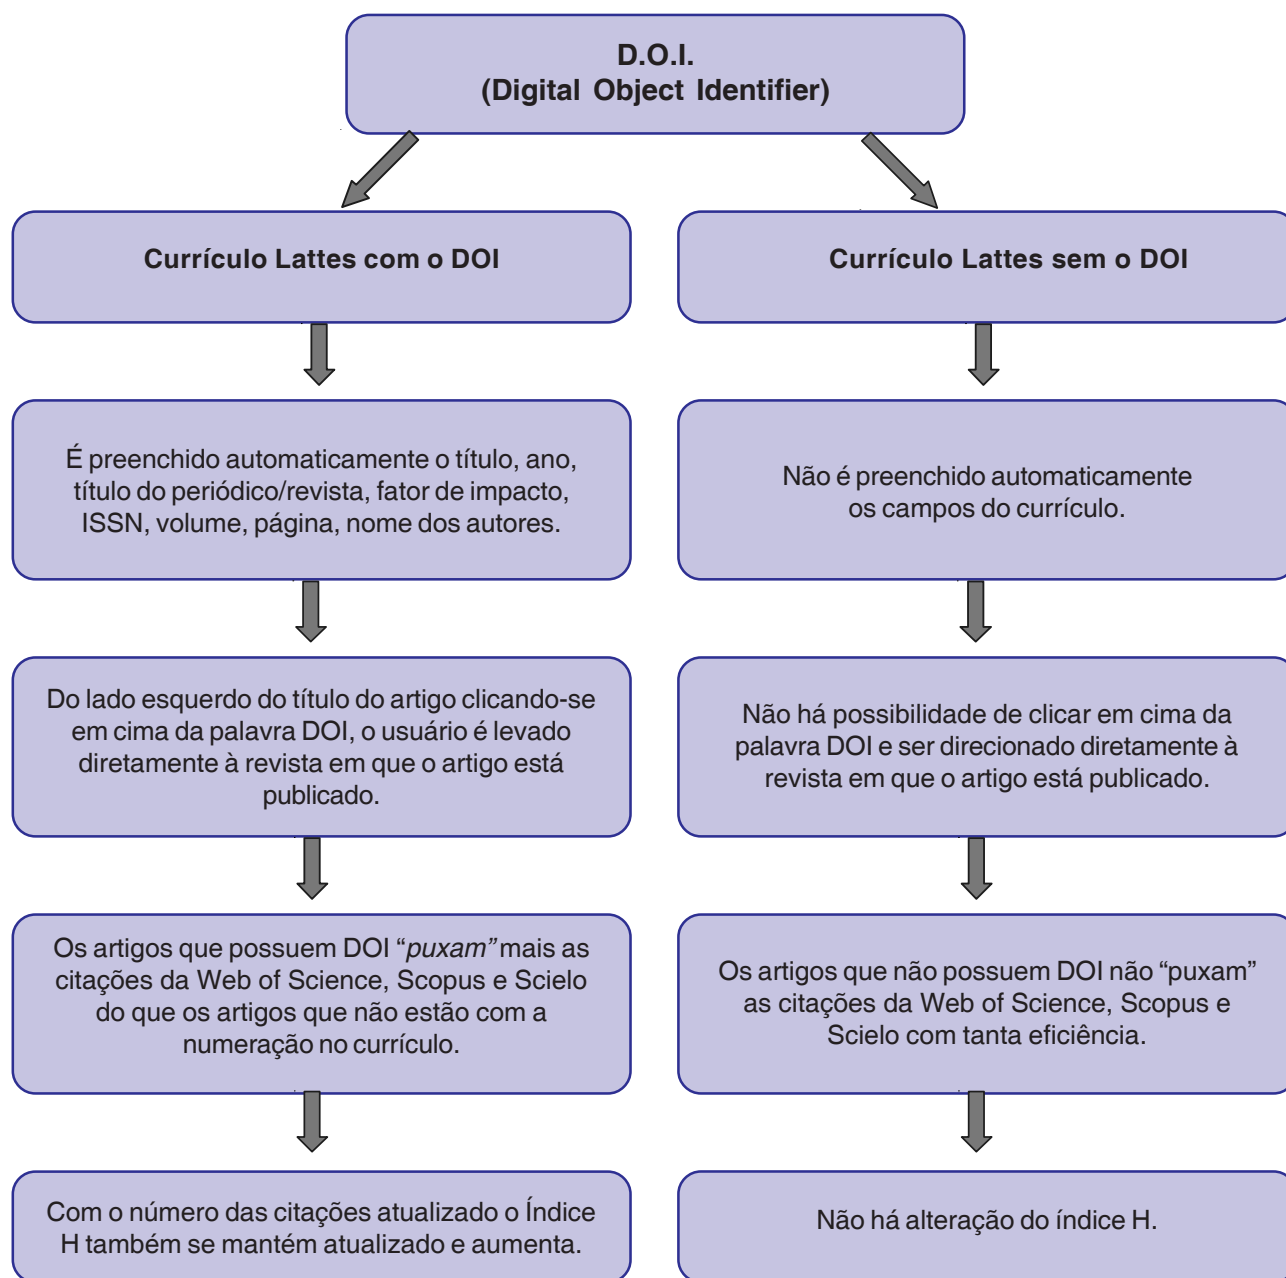 D.O.I.
(Digital Object Identifier)
Currículo Lattes com o DOI
Currículo Lattes sem o DOI
É preenchido automaticamente o título, ano,
título do periódico/revista, fator de impacto,
ISSN, volume, página, nome dos autores.
Não é preenchido automaticamente
os campos do currículo.
Do lado esquerdo do título do artigo clicando-se
em cima da palavra DOI, o usuário é levado
diretamente à revista em que o artigo está
publicado.
Não há possibilidade de clicar em cima da
palavra DOI e ser direcionado diretamente à
revista em que o artigo está publicado.
Os artigos que possuem DOI “puxam” mais as
citações da Web of Science, Scopus e Scielo
do que os artigos que não estão com a
numeração no currículo.
Os artigos que não possuem DOI não “puxam”
as citações da Web of Science, Scopus e
Scielo com tanta eficiência.
Com o número das citações atualizado o Índice
H também se mantém atualizado e aumenta.
Não há alteração do índice H.